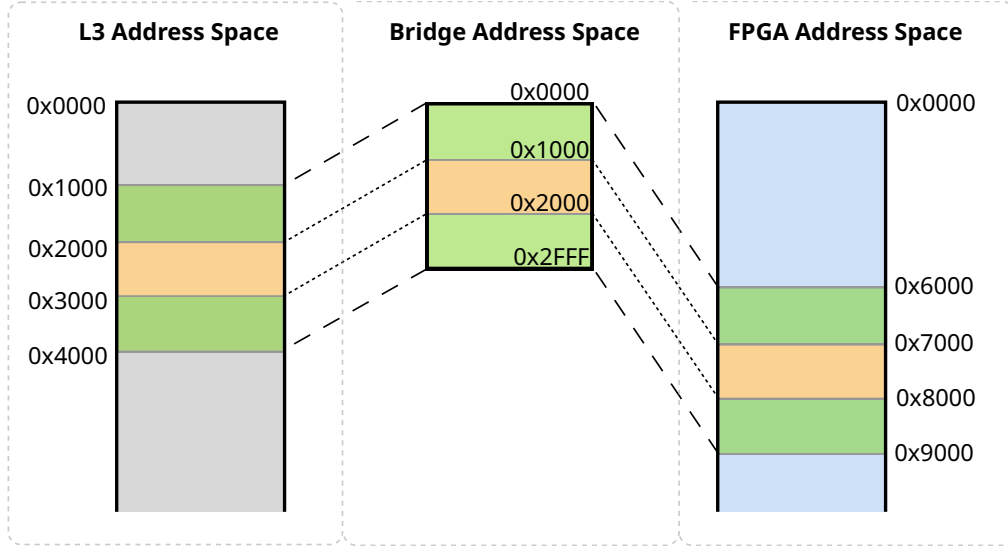 L3 Address Space
0x0000
0x1000
0x2000
0x3000
0x4000
Bridge Address Space
0x0000
0x1000
0x2000
0x2FFF
FPGA Address Space
0x0000
0x6000
0x7000
0x8000
0x9000